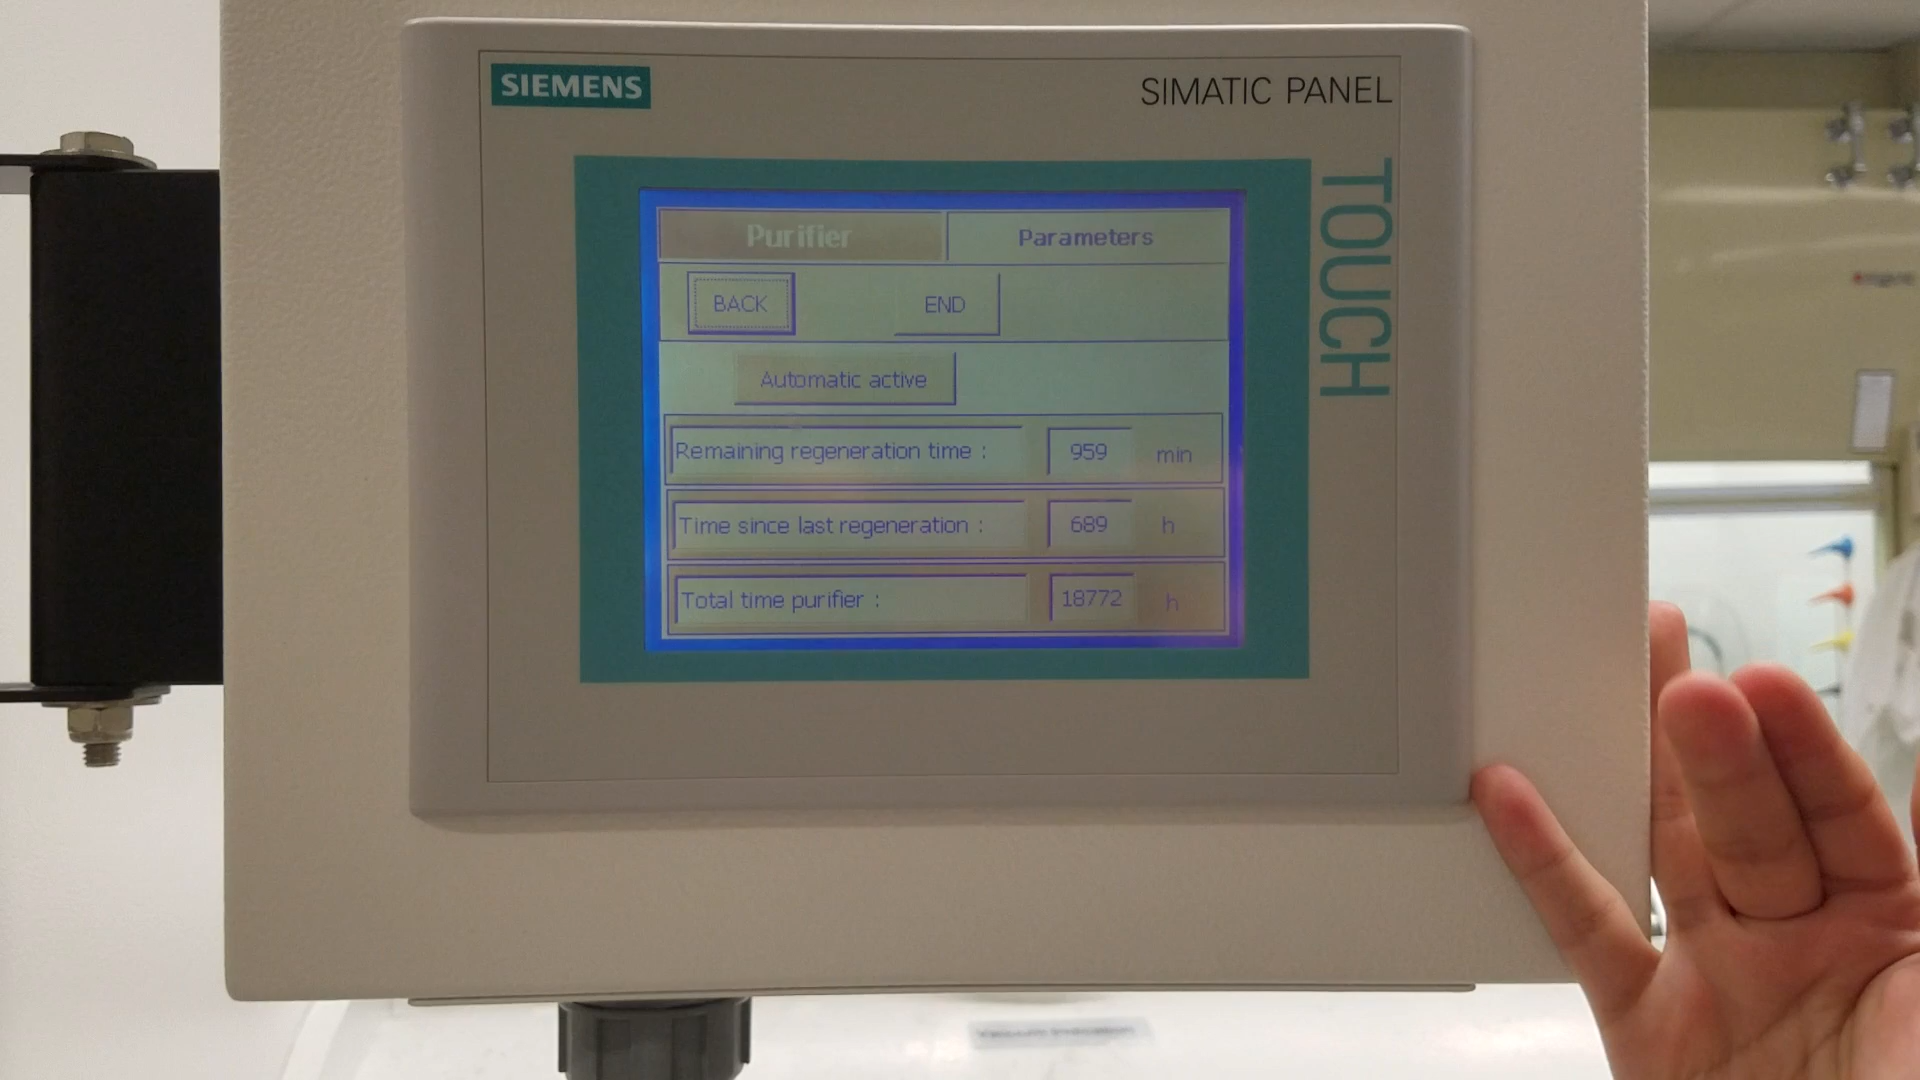 SIEMENS
SIMATIC PANEL
TOUCH
Purifier
Parameters
BACK
END
Automatic active
Remaining regeneration time : 959 min
Time since last regeneration : 689 h
Total time purifier : 18772 h